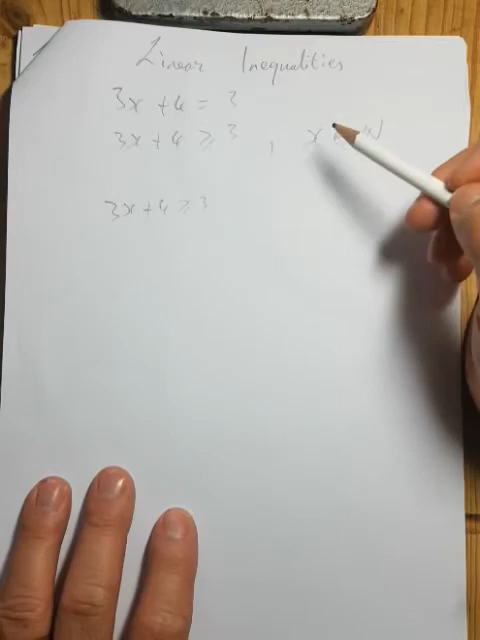 Linear Inequalities
3x + 4 = 3
3x + 4 ≥ 3 , x ∈ ℕ
3x + 4 ≥ 3